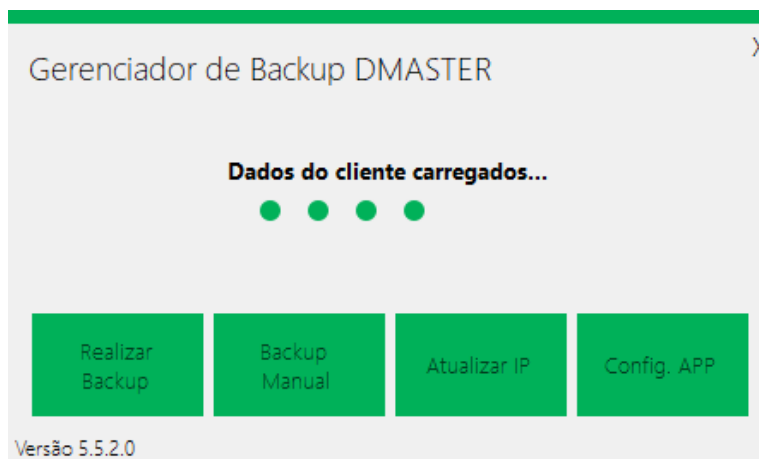 X
Gerenciador de Backup DMASTER
Dados do cliente carregados...
Realizar
Backup
Backup
Manual
Atualizar IP
Config. APP
Versão 5.5.2.0